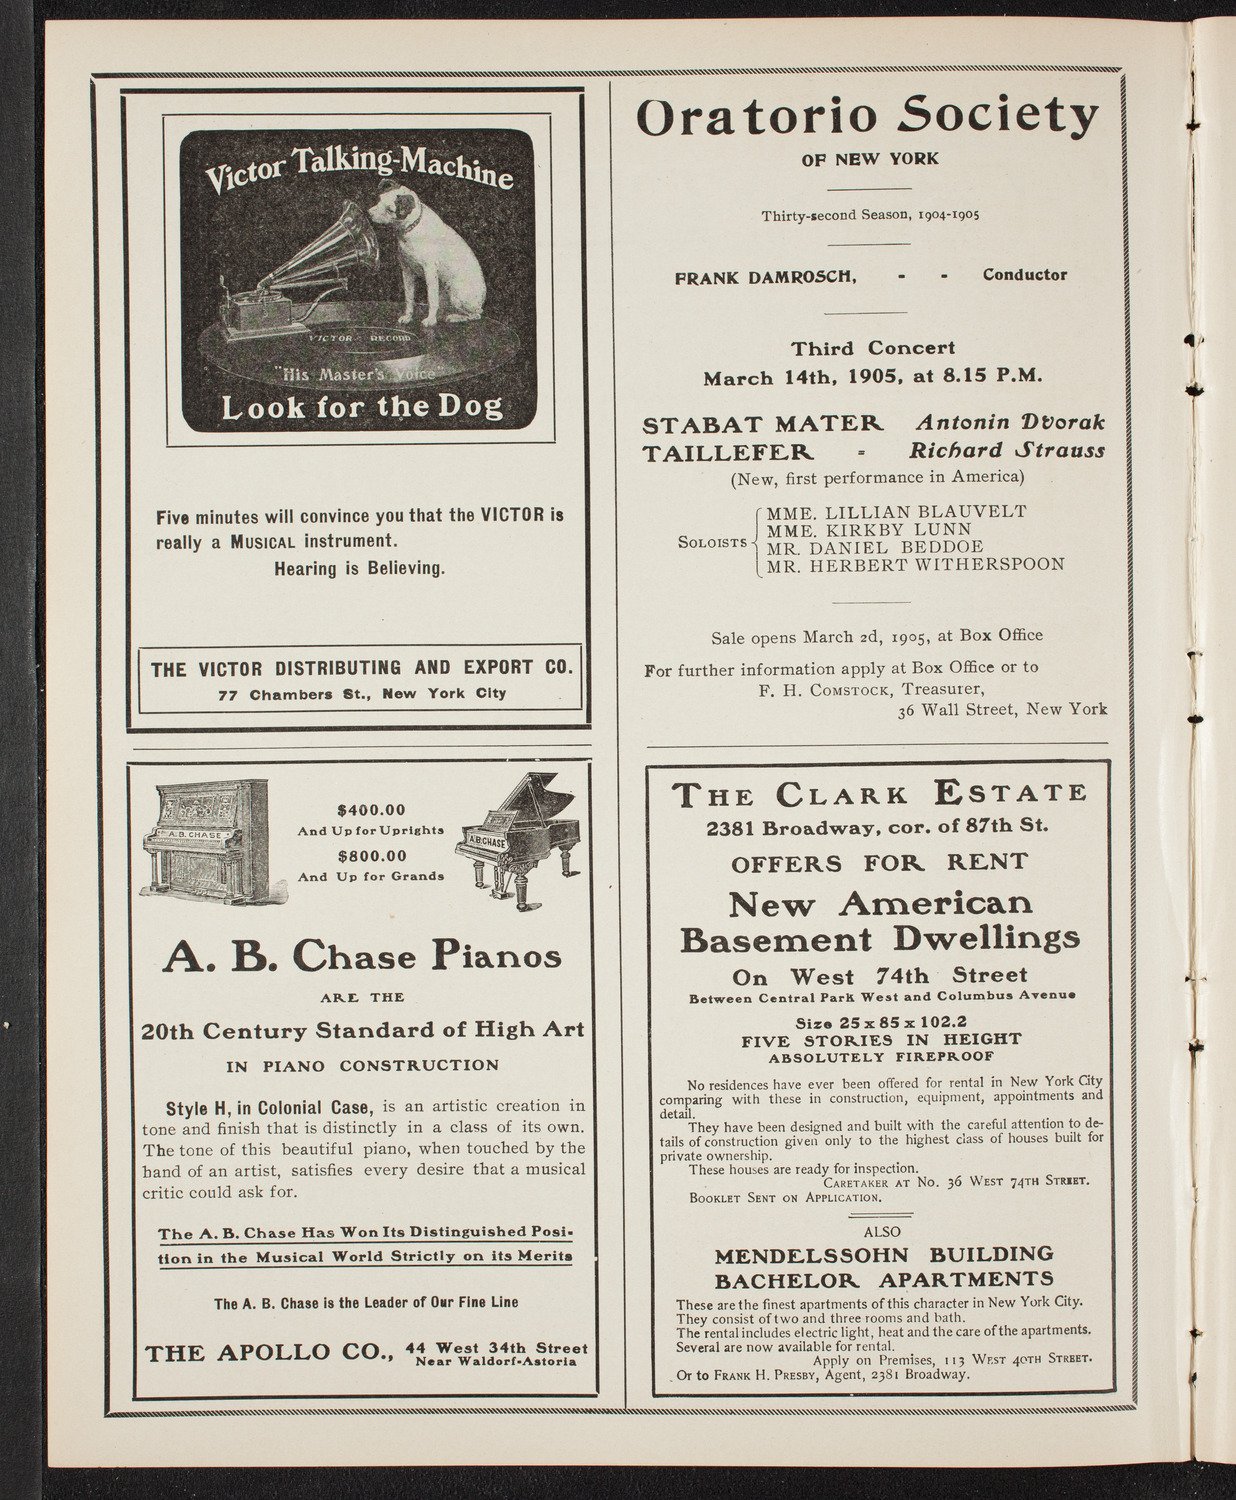 Victor Talking-Machine
VICTOR RECORD
"His Master's Voice"
Look for the Dog
Five minutes will convince you that the VICTOR is
really a MUSICAL instrument.
Hearing is Believing.
THE VICTOR DISTRIBUTING AND EXPORT CO.
77 Chambers St., New York City
A. B. CHASE
$400.00
And Up for Uprights
$800.00
And Up for Grands
A.B.CHASE
A. B. Chase Pianos
ARE THE
20th Century Standard of High Art
IN PIANO CONSTRUCTION
Style H, in Colonial Case, is an artistic creation in
tone and finish that is distinctly in a class of its own.
The tone of this beautiful piano, when touched by the
hand of an artist, satisfies every desire that a musical
critic could ask for.
The A. B. Chase Has Won Its Distinguished Posi-
tion in the Musical World Strictly on its Merits
The A. B. Chase is the Leader of Our Fine Line
THE APOLLO CO., 44 West 34th Street
Near Waldorf-Astoria
Oratorio Society
OF NEW YORK
Thirty-second Season, 1904-1905
FRANK DAMROSCH, - - Conductor
Third Concert
March 14th, 1905, at 8.15 P.M.
STABAT MATER Antonin Dvorak
TAILLEFER - Richard Strauss
(New, first performance in America)
SOLOISTS
MME. LILLIAN BLAUVELT
MME. KIRKBY LUNN
MR. DANIEL BEDDOE
MR. HERBERT WITHERSPOON
Sale opens March 2d, 1905, at Box Office
For further information apply at Box Office or to
F. H. COMSTOCK, Treasurer,
36 Wall Street, New York
THE CLARK ESTATE
2381 Broadway, cor. of 87th St.
OFFERS FOR RENT
New American
Basement Dwellings
On West 74th Street
Between Central Park West and Columbus Avenue
Size 25 x 85 x 102.2
FIVE STORIES IN HEIGHT
ABSOLUTELY FIREPROOF
No residences have ever been offered for rental in New York City
comparing with these in construction, equipment, appointments and
detail.
They have been designed and built with the careful attention to de-
tails of construction given only to the highest class of houses built for
private ownership.
These houses are ready for inspection.
CARETAKER AT NO. 36 WEST 74TH STREET.
BOOKLET SENT ON APPLICATION.
ALSO
MENDELSSOHN BUILDING
BACHELOR APARTMENTS
These are the finest apartments of this character in New York City.
They consist of two and three rooms and bath.
The rental includes electric light, heat and the care of the apartments.
Several are now available for rental.
Apply on Premises, 113 WEST 40TH STREET.
Or to FRANK H. PRESBY, Agent, 2381 Broadway.